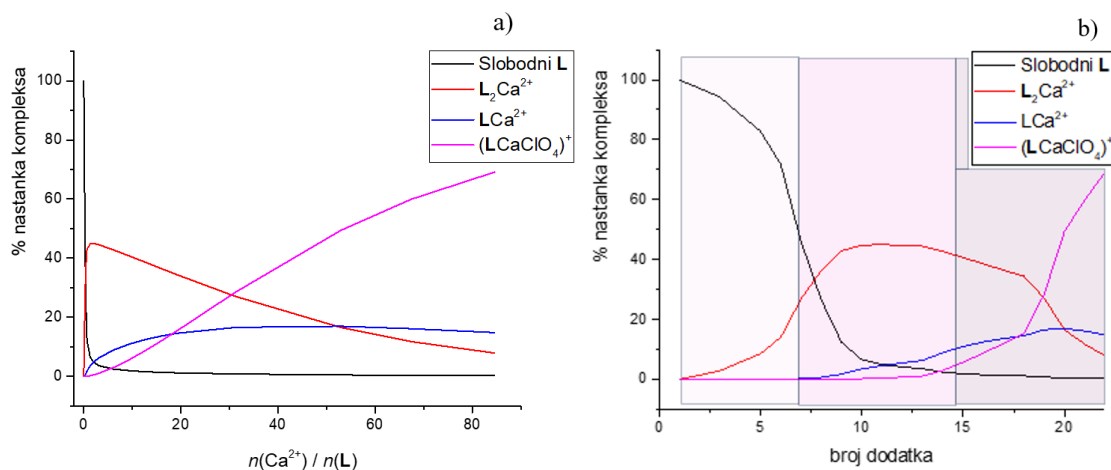 a)
Slobodni L
L₂Ca²⁺
LCa²⁺
(LCaClO₄)⁺
% nastanka kompleksa
100
80
60
40
20
0
0
20
40
60
80
n(Ca²⁺) / n(L)
b)
Slobodni L
L₂Ca²⁺
LCa²⁺
(LCaClO₄)⁺
% nastanka kompleksa
100
80
60
40
20
0
0
5
10
15
20
broj dodatka